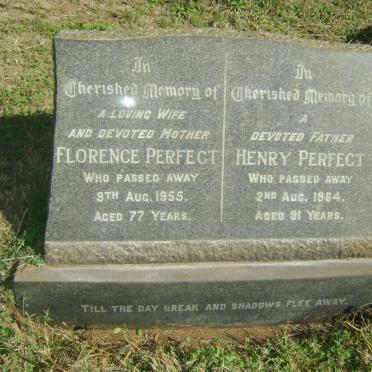 In
Cherished Memory of
A LOVING WIFE
AND DEVOTED MOTHER
FLORENCE PERFECT
WHO PASSED AWAY
9TH AUG. 1955.
AGED 77 YEARS.
In
Cherished Memory of
A
DEVOTED FATHER
HENRY PERFECT
WHO PASSED AWAY
2ND AUG. 1964.
AGED 91 YEARS.
TILL THE DAY BREAK AND SHADOWS FLEE AWAY.